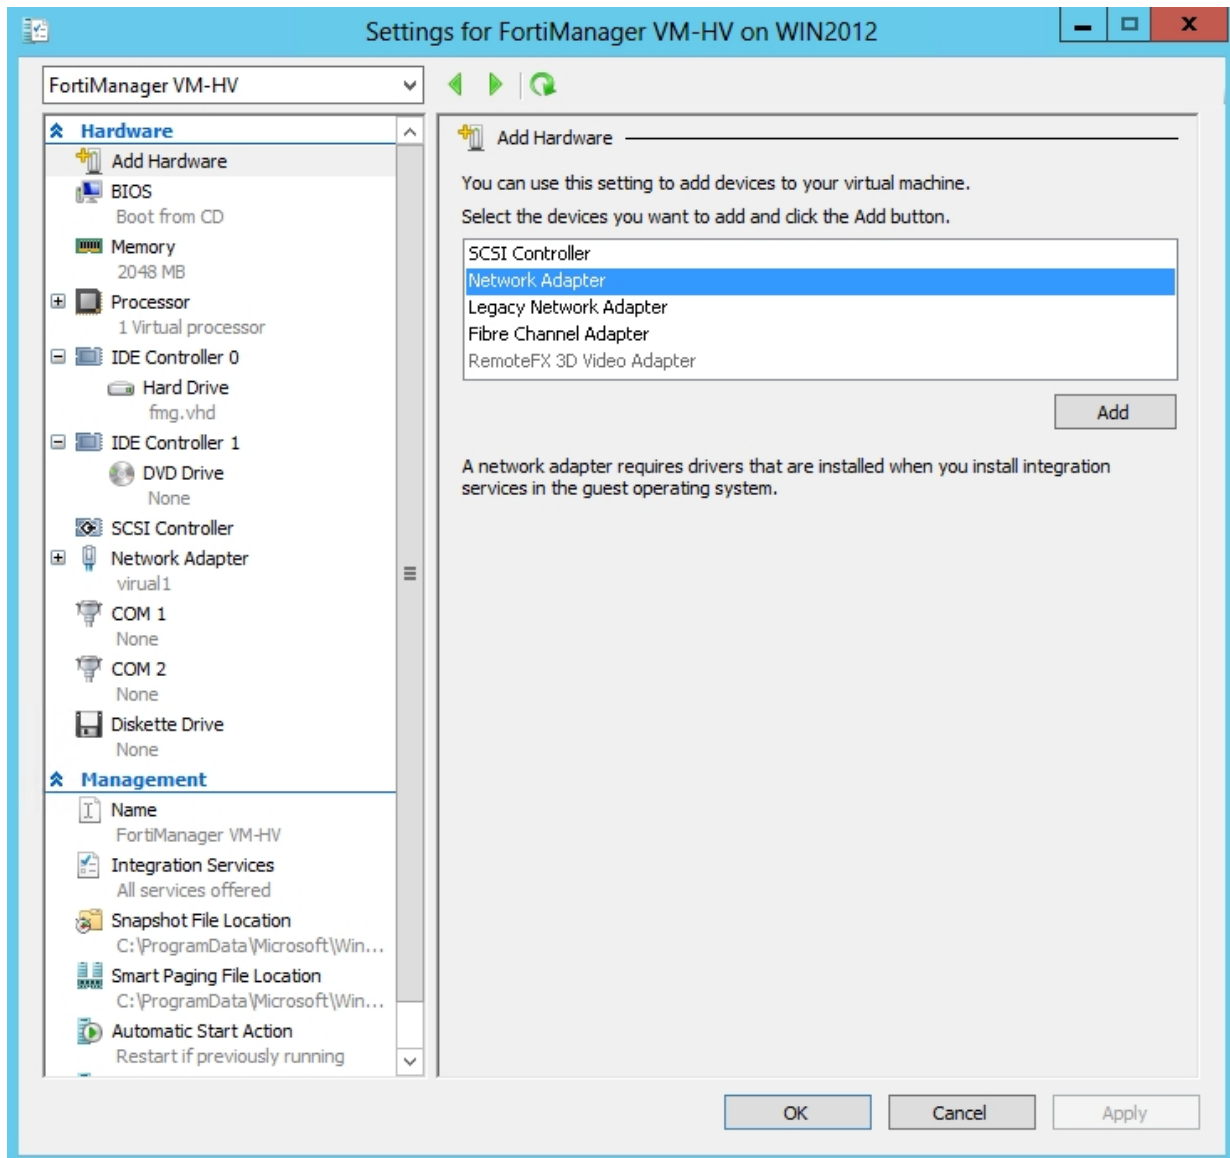 Settings for FortiManager VM-HV on WIN2012
FortiManager VM-HV
Hardware
Add Hardware
BIOS
Boot from CD
Memory
2048 MB
Processor
1 Virtual processor
IDE Controller 0
Hard Drive
fmg.vhd
IDE Controller 1
DVD Drive
None
SCSI Controller
Network Adapter
virual1
COM 1
None
COM 2
None
Diskette Drive
None
Management
Name
FortiManager VM-HV
Integration Services
All services offered
Snapshot File Location
C:\ProgramData\Microsoft\Win...
Smart Paging File Location
C:\ProgramData\Microsoft\Win...
Automatic Start Action
Restart if previously running
Add Hardware
You can use this setting to add devices to your virtual machine.
Select the devices you want to add and click the Add button.
SCSI Controller
Network Adapter
Legacy Network Adapter
Fibre Channel Adapter
RemoteFX 3D Video Adapter
Add
A network adapter requires drivers that are installed when you install integration
services in the guest operating system.
OK
Cancel
Apply